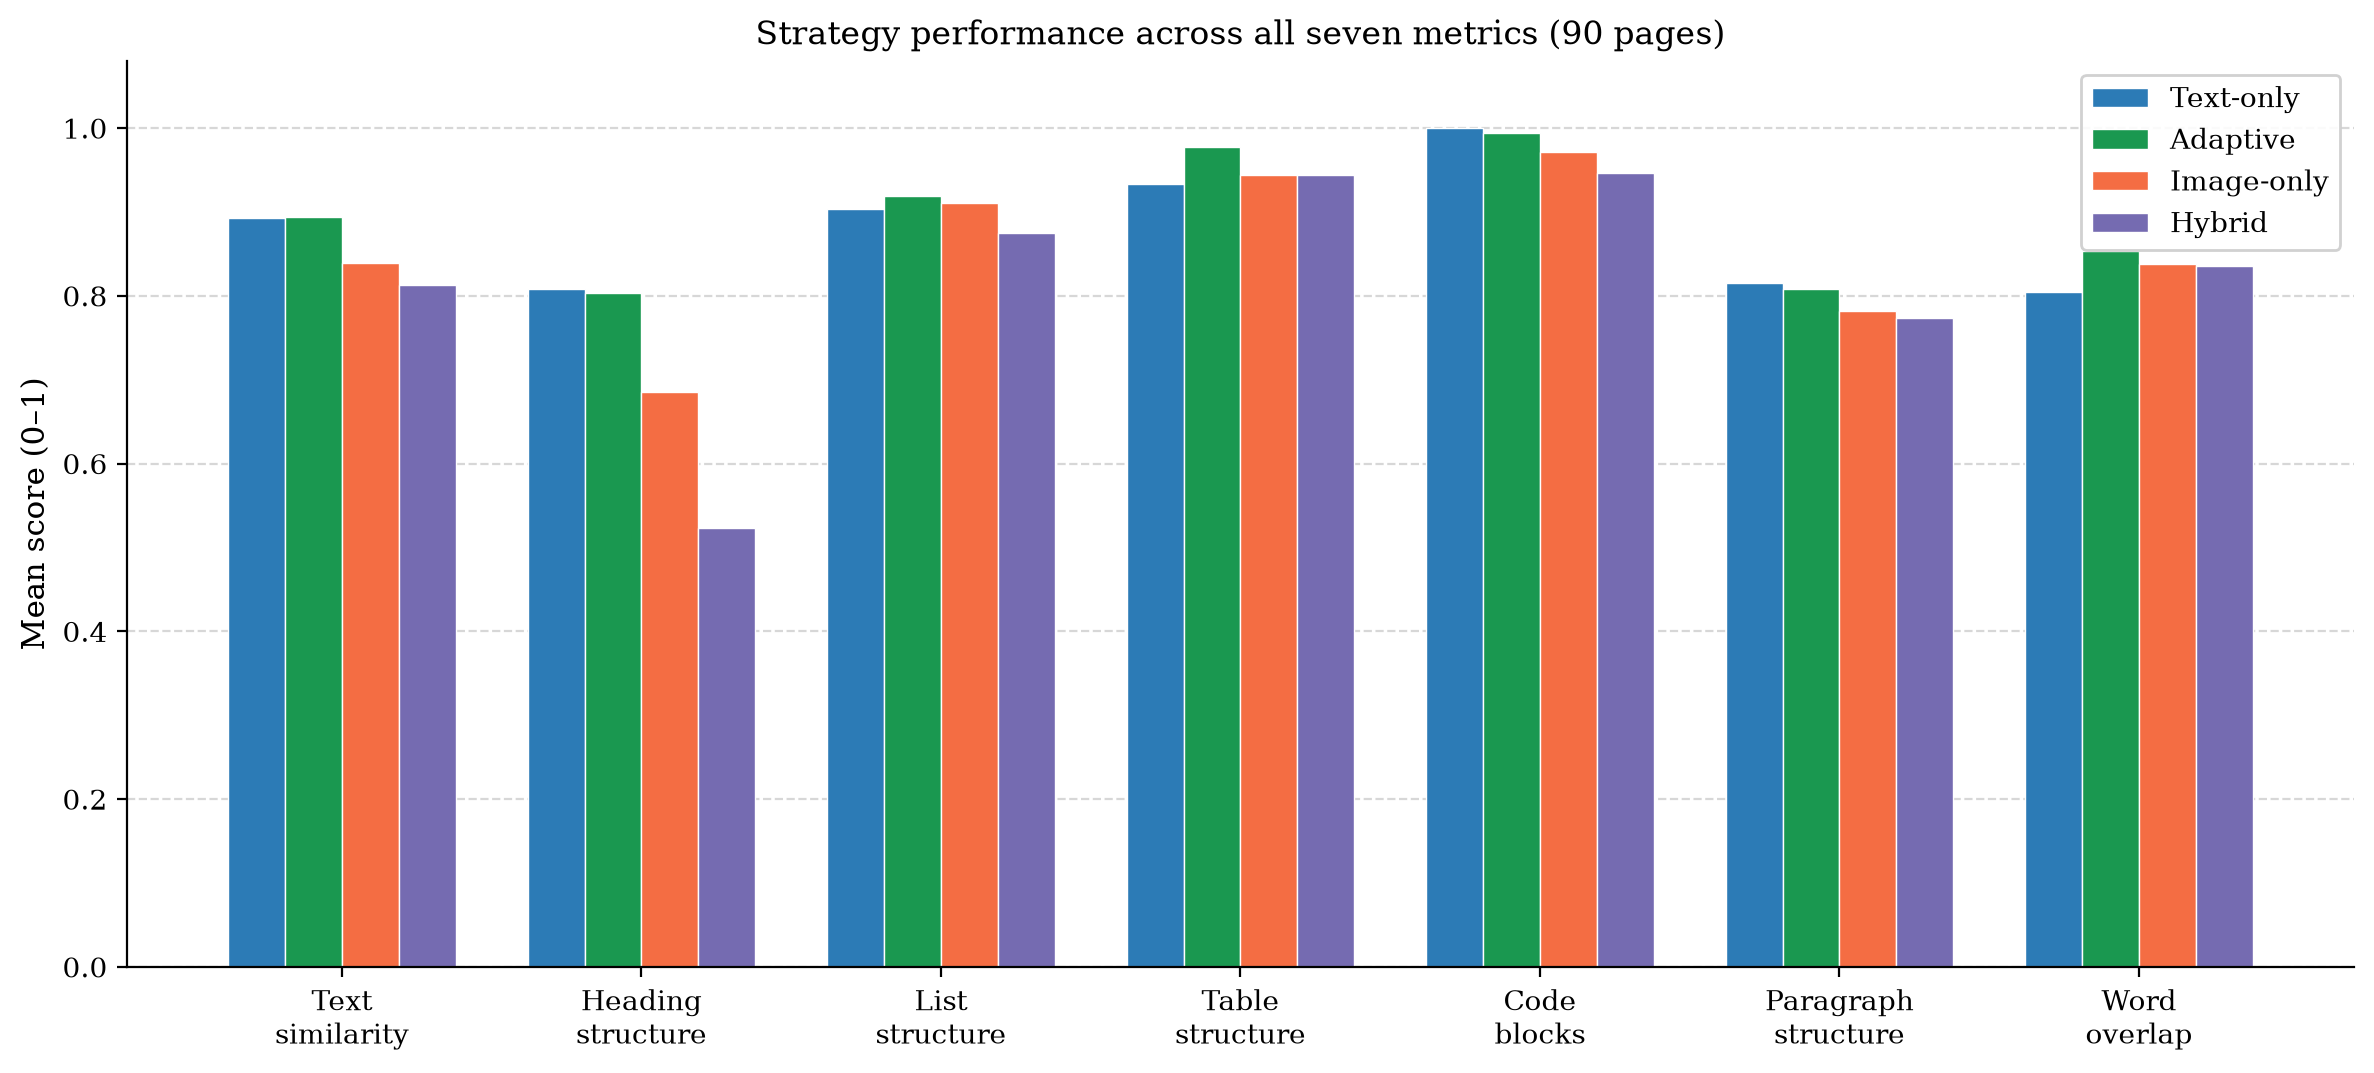 Strategy performance across all seven metrics (90 pages)
Text-only
Adaptive
Image-only
Hybrid
Mean score (0–1)
1.0
0.8
0.6
0.4
0.2
0.0
Text
similarity
Heading
structure
List
structure
Table
structure
Code
blocks
Paragraph
structure
Word
overlap